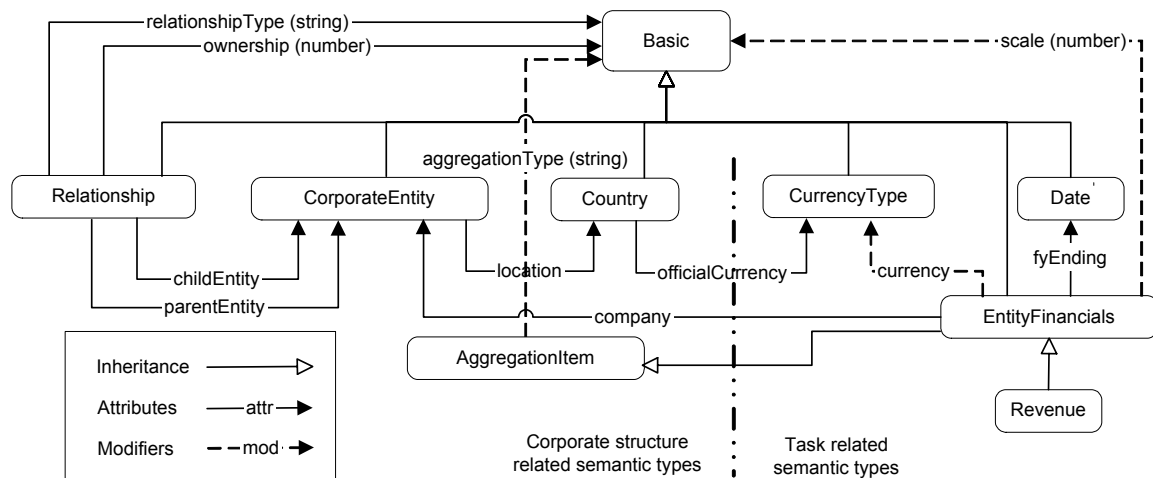 relationshipType (string)
ownership (number)
Basic
scale (number)
aggregationType (string)
Relationship
CorporateEntity
Country
CurrencyType
Date
childEntity
location
officialCurrency
currency
fyEnding
parentEntity
company
EntityFinancials
AggregationItem
Inheritance
Attributes
attr
Modifiers
mod
Revenue
Corporate structure
related semantic types
Task related
semantic types